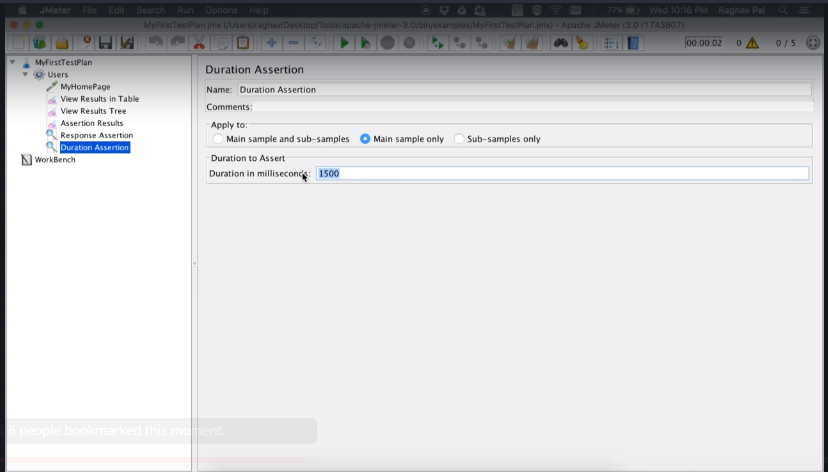 JMeter File Edit Search Run Options Help 77% Wed 10:16 PM Raghav Pal
MyFirstTestPlan.jmx (/Users/raghav/Desktop/Tools/apache-jmeter-3.0/bin/examples/MyFirstTestPlan.jmx) - Apache JMeter (3.0 r1743807)
00:00:02 0 0 / 5
MyFirstTestPlan
Users
MyHomePage
View Results in Table
View Results Tree
Assertion Results
Response Assertion
Duration Assertion
WorkBench
Duration Assertion
Name: Duration Assertion
Comments:
Apply to:
Main sample and sub-samples Main sample only Sub-samples only
Duration to Assert
Duration in milliseconds: 1500
6 people bookmarked this moment.